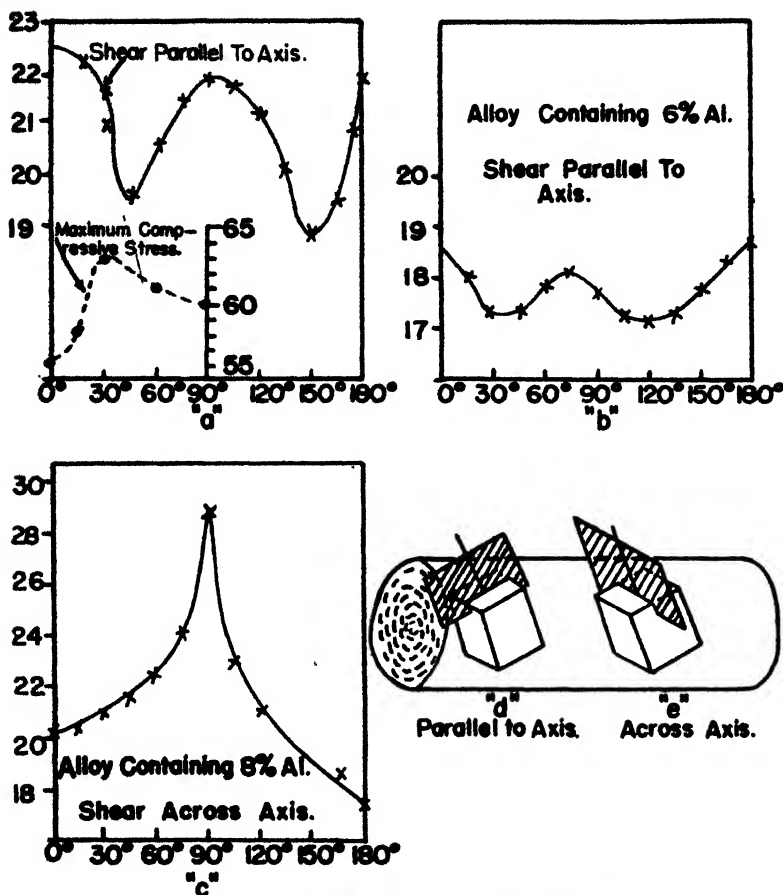 23
22
21
20
19
Shear Parallel To Axis.
Maximum Comp-
ressive Stress.
65
60
55
0° 30° 60° 90° 120° 150° 180°
"a"
Alloy Containing 6% Al.
Shear Parallel To
Axis.
20
19
18
17
0° 30° 60° 90° 120° 150° 180°
"b"
30
28
26
24
22
20
18
Alloy Containing 8% Al.
Shear Across Axis.
0° 30° 60° 90° 120° 150° 180°
"c"
"d"
Parallel to Axis.
"e"
Across Axis.